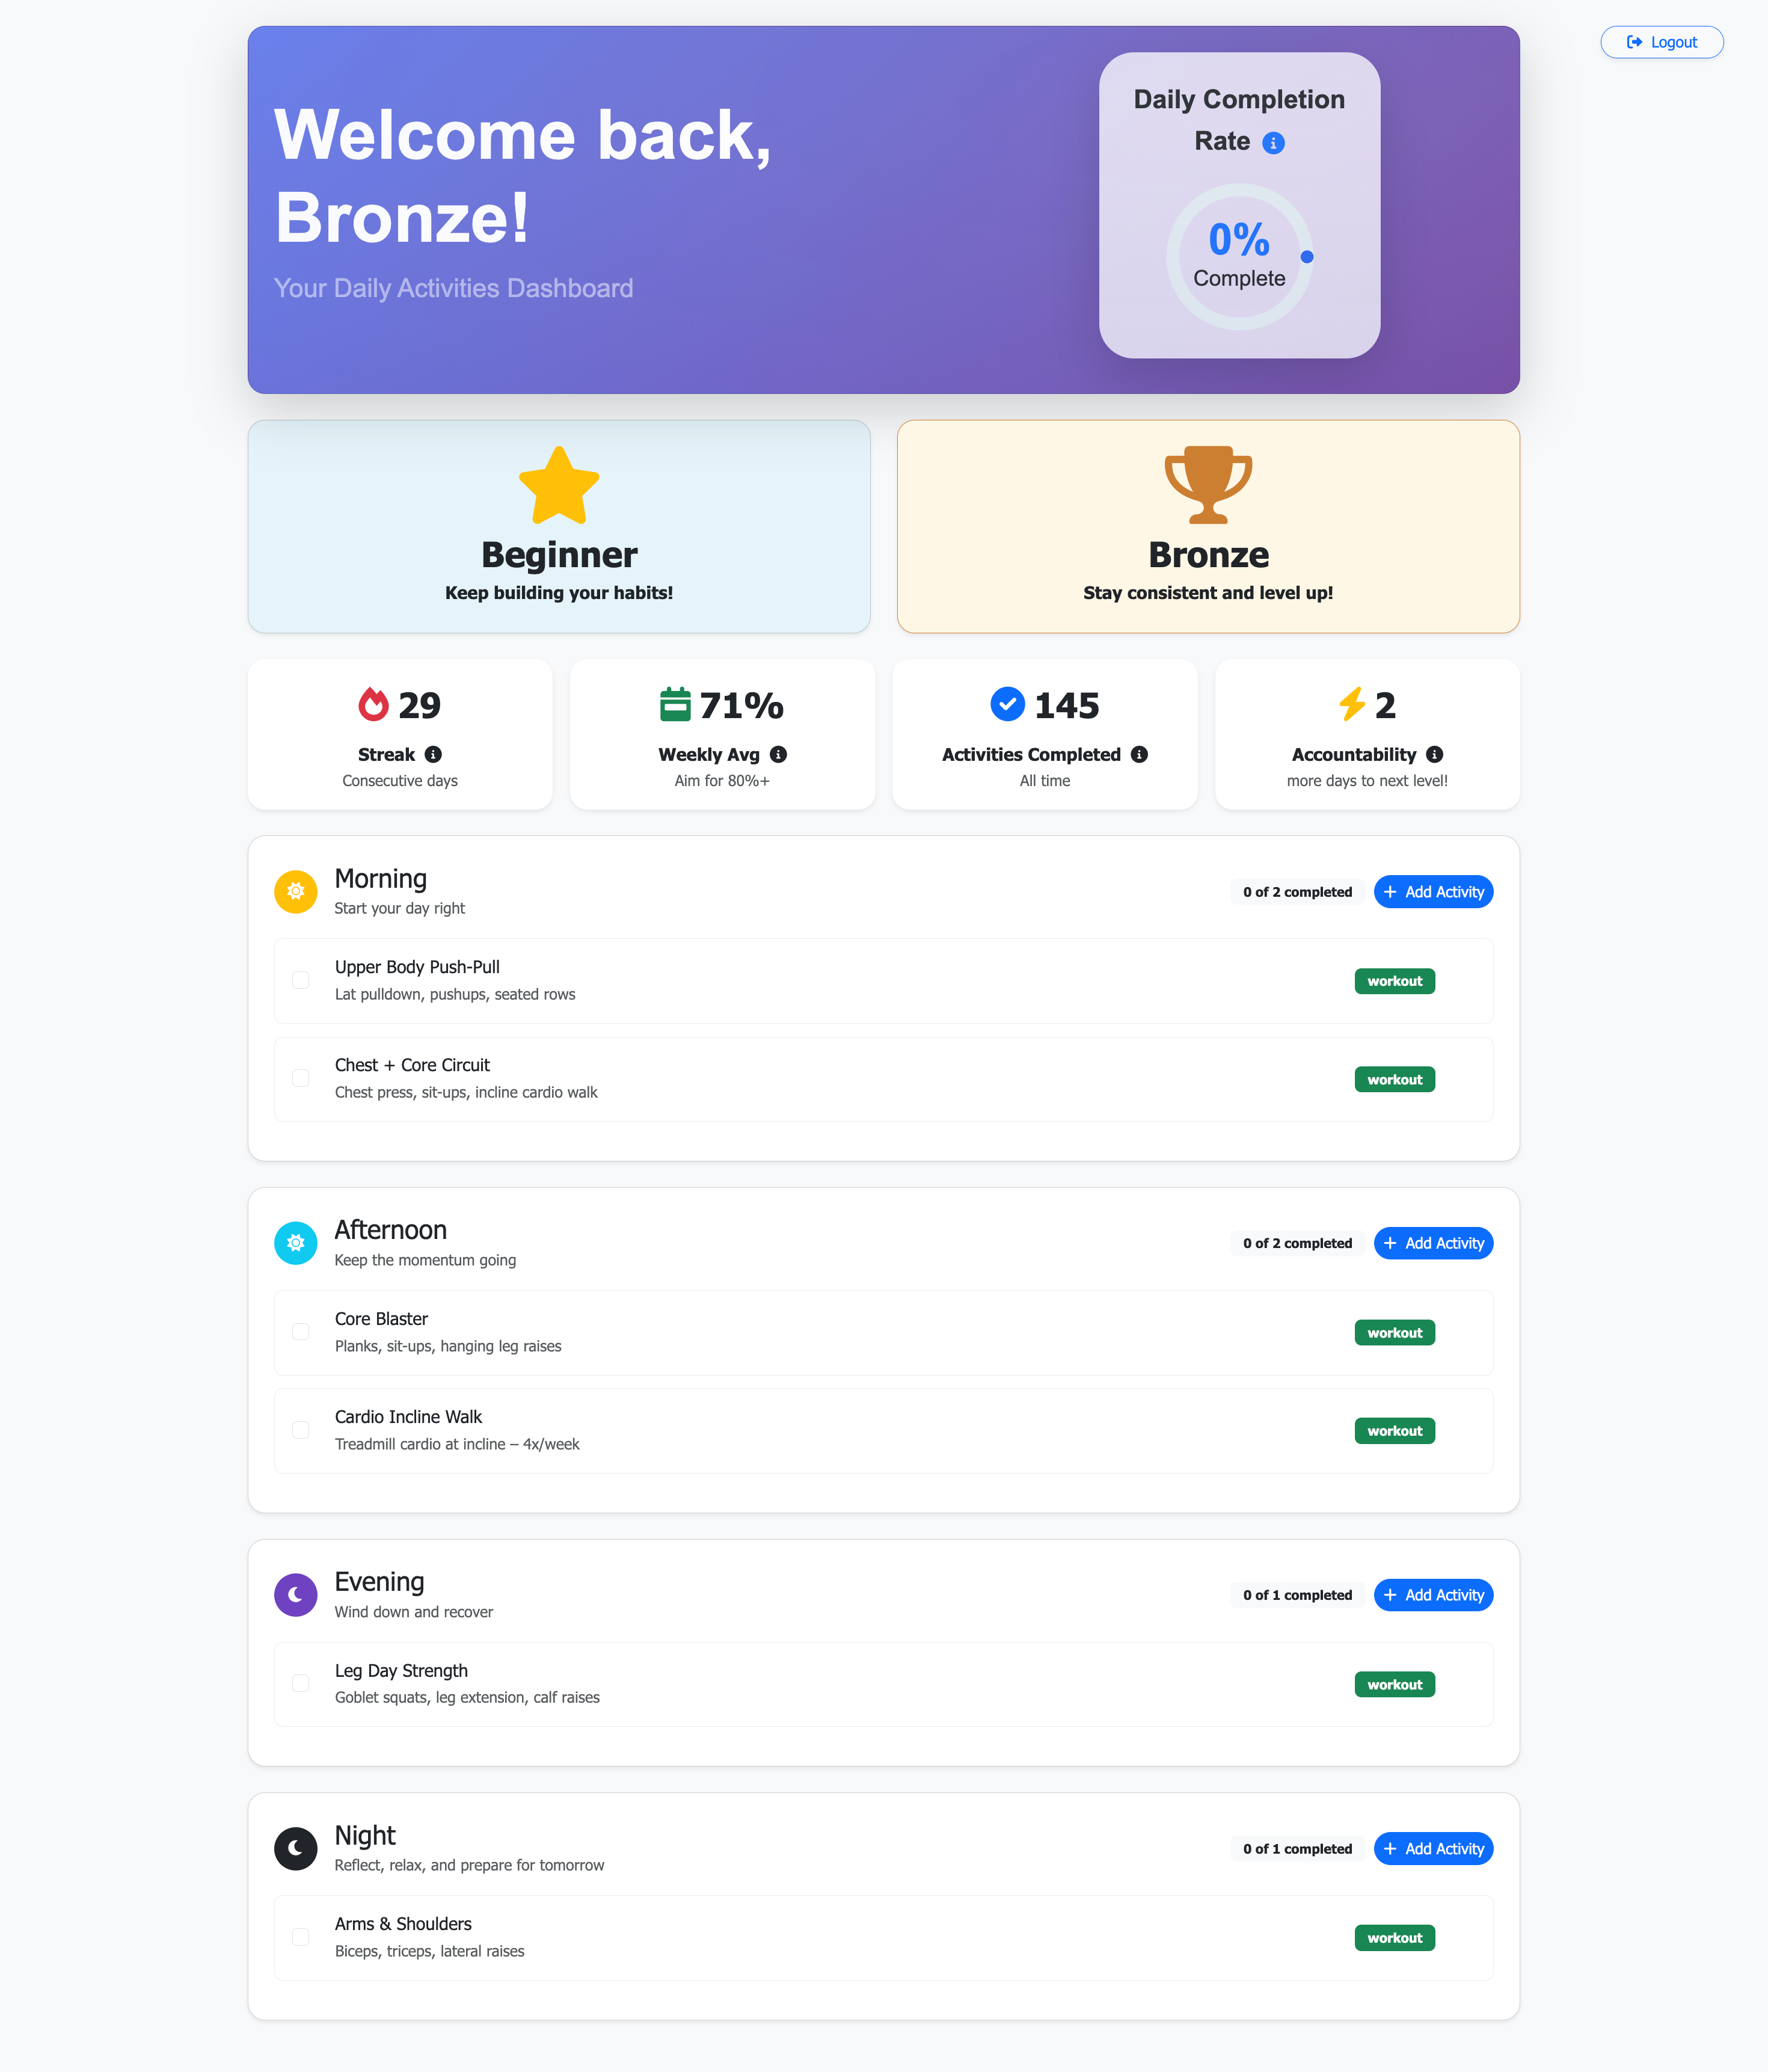 Logout
Welcome back,
Bronze!
Your Daily Activities Dashboard
Daily Completion
Rate
0%
Complete
Beginner
Keep building your habits!
Bronze
Stay consistent and level up!
29
Streak
Consecutive days
71%
Weekly Avg
Aim for 80%+
145
Activities Completed
All time
2
Accountability
more days to next level!
Morning
Start your day right
0 of 2 completed
Add Activity
Upper Body Push-Pull
Lat pulldown, pushups, seated rows
workout
Chest + Core Circuit
Chest press, sit-ups, incline cardio walk
workout
Afternoon
Keep the momentum going
0 of 2 completed
Add Activity
Core Blaster
Planks, sit-ups, hanging leg raises
workout
Cardio Incline Walk
Treadmill cardio at incline – 4x/week
workout
Evening
Wind down and recover
0 of 1 completed
Add Activity
Leg Day Strength
Goblet squats, leg extension, calf raises
workout
Night
Reflect, relax, and prepare for tomorrow
0 of 1 completed
Add Activity
Arms & Shoulders
Biceps, triceps, lateral raises
workout